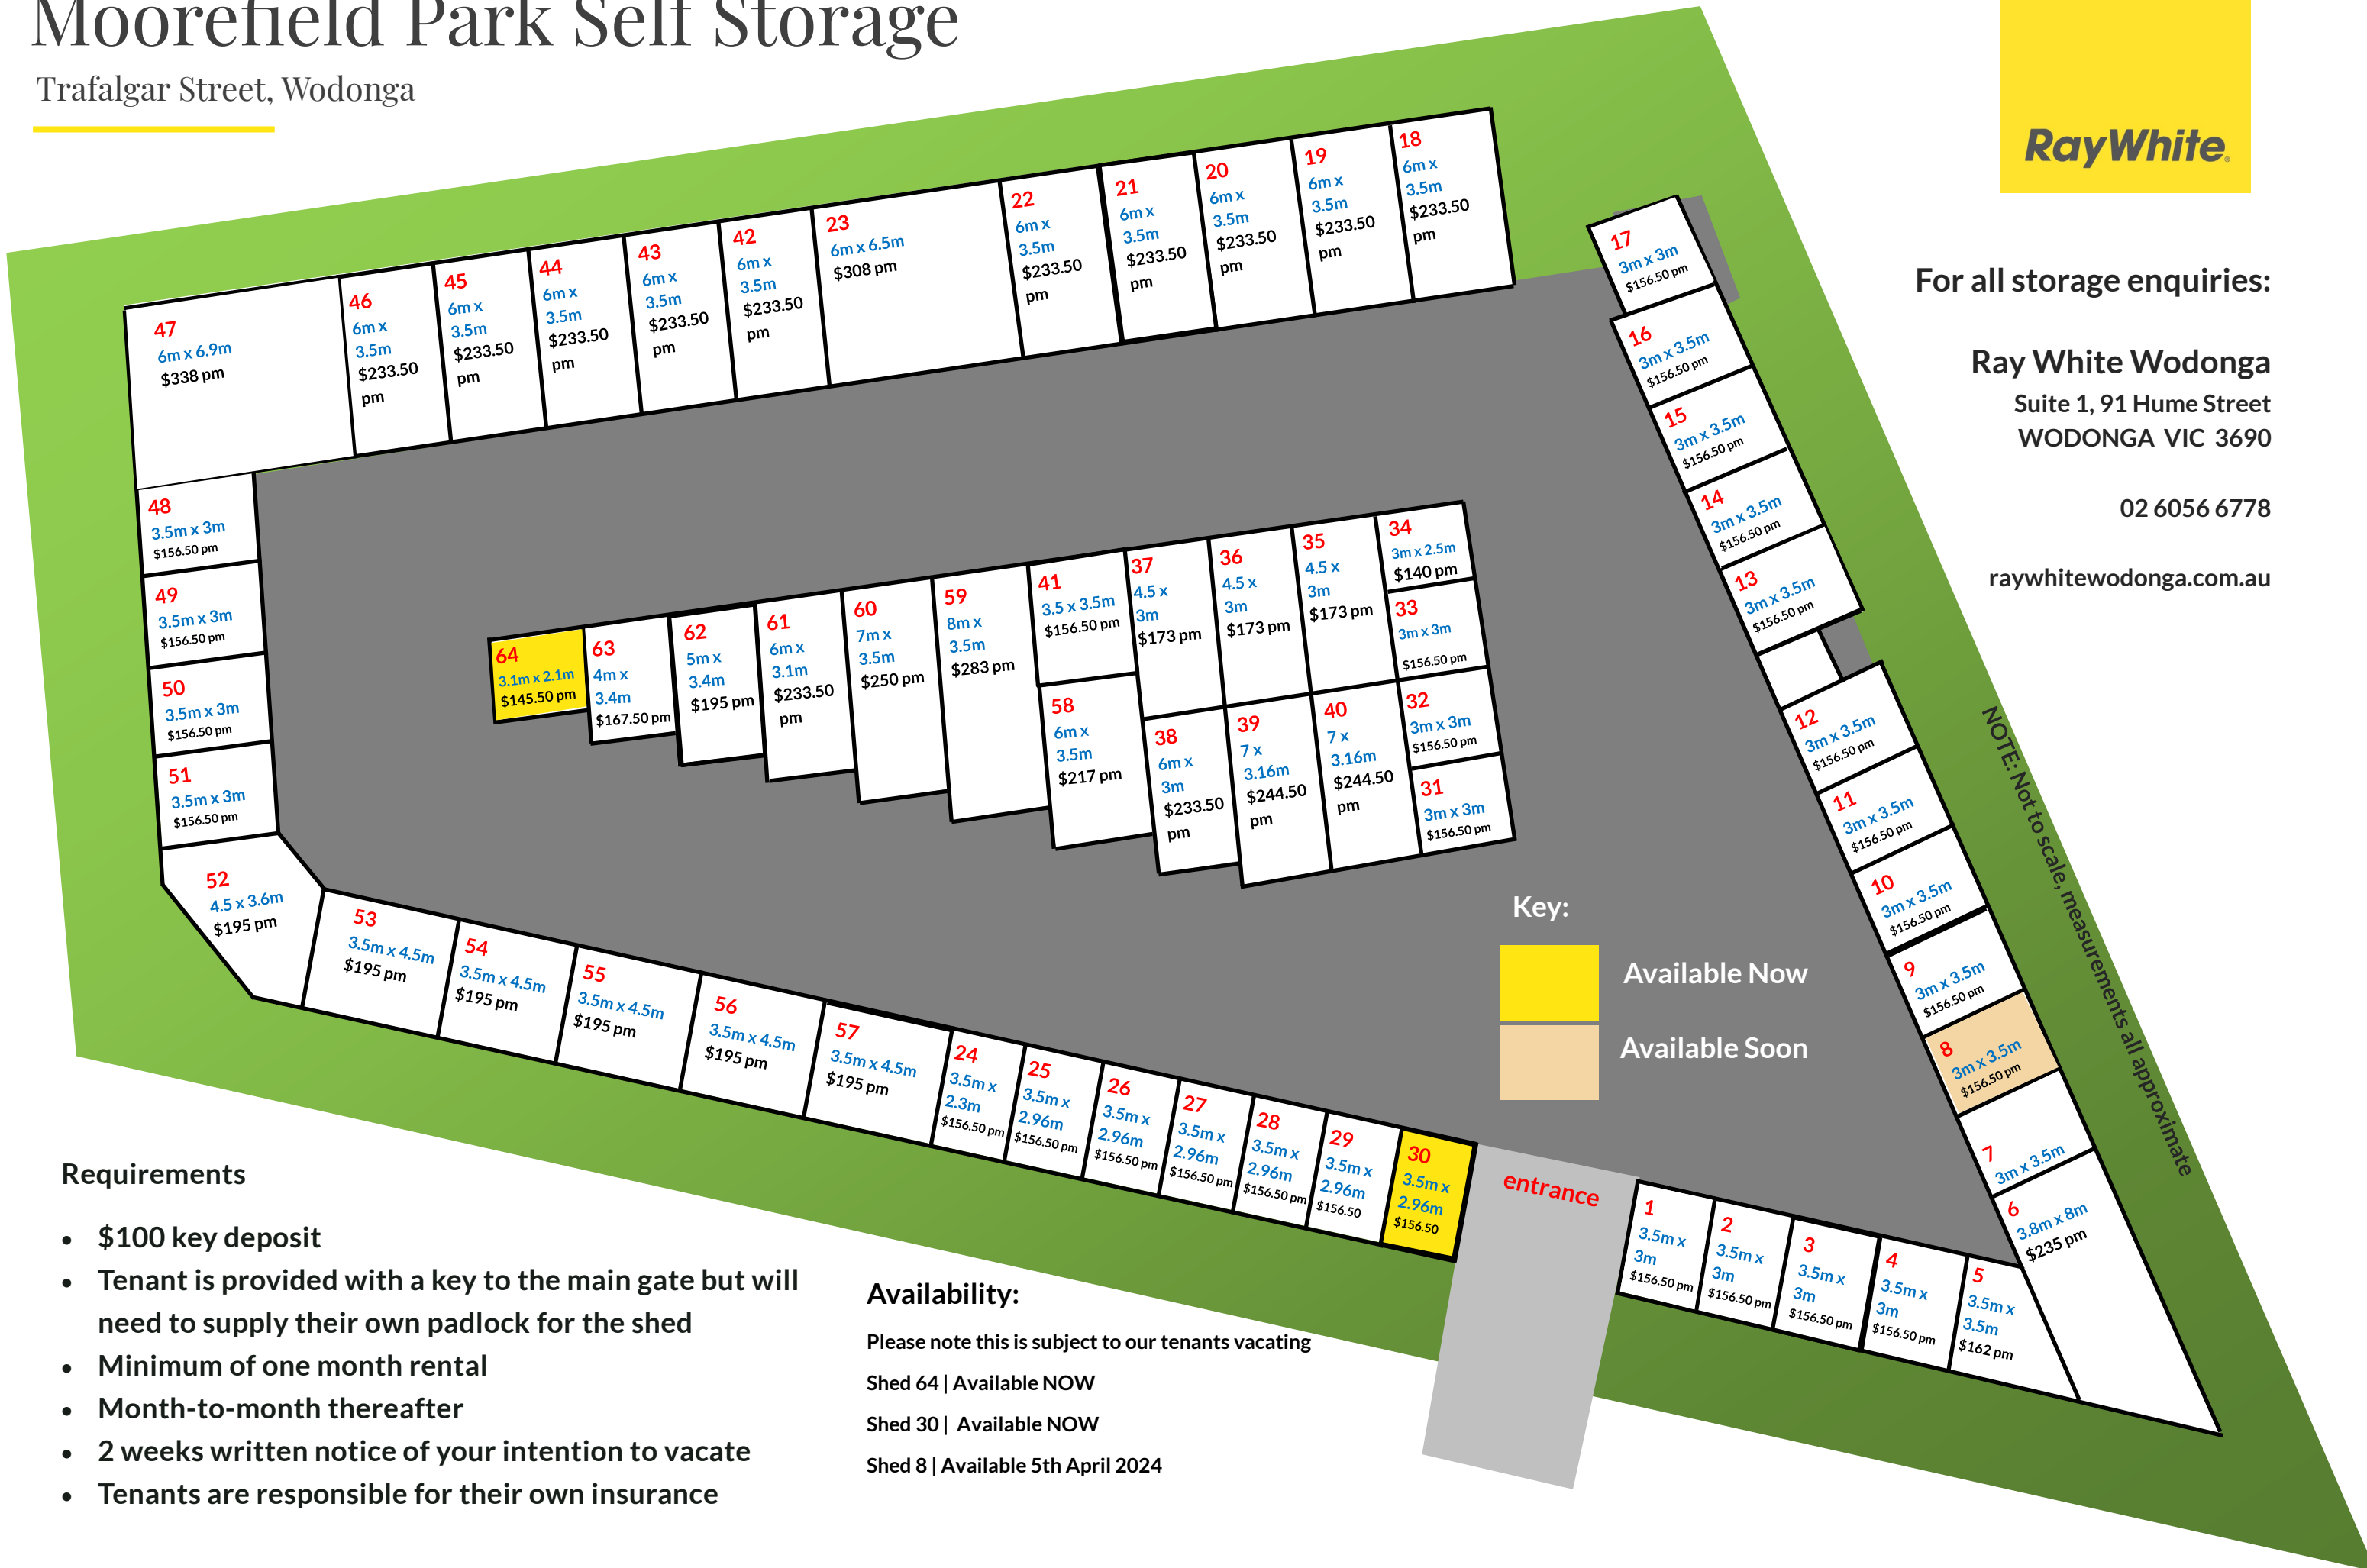 Moorefield Park Self Storage
Trafalgar Street, Wodonga
RayWhite
For all storage enquiries:
Ray White Wodonga
Suite 1, 91 Hume Street
WODONGA VIC 3690
02 6056 6778
raywhitewodonga.com.au
47
6m x 6.9m
$338 pm
46
6m x
3.5m
$233.50
pm
45
6m x
3.5m
$233.50
pm
44
6m x
3.5m
$233.50
pm
43
6m x
3.5m
$233.50
pm
42
6m x
3.5m
$233.50
pm
23
6m x 6.5m
$308 pm
22
6m x
3.5m
$233.50
pm
21
6m x
3.5m
$233.50
pm
20
6m x
3.5m
$233.50
pm
19
6m x
3.5m
$233.50
pm
18
6m x
3.5m
$233.50
pm
17
3m x 3m
$156.50 pm
16
3m x 3.5m
$156.50 pm
15
3m x 3.5m
$156.50 pm
14
3m x 3.5m
$156.50 pm
13
3m x 3.5m
$156.50 pm
12
3m x 3.5m
$156.50 pm
11
3m x 3.5m
$156.50 pm
10
3m x 3.5m
$156.50 pm
9
3m x 3.5m
$156.50 pm
8
3m x 3.5m
$156.50 pm
7
3m x 3.5m
6
3.8m x 8m
$235 pm
NOTE: Not to scale, measurements all approximate
48
3.5m x 3m
$156.50 pm
49
3.5m x 3m
$156.50 pm
50
3.5m x 3m
$156.50 pm
51
3.5m x 3m
$156.50 pm
52
4.5 x 3.6m
$195 pm
64
3.1m x 2.1m
$145.50 pm
63
4m x
3.4m
$167.50 pm
62
5m x
3.4m
$195 pm
61
6m x
3.1m
$233.50
pm
60
7m x
3.5m
$250 pm
59
8m x
3.5m
$283 pm
41
3.5 x 3.5m
$156.50 pm
58
6m x
3.5m
$217 pm
37
4.5 x
3m
$173 pm
36
4.5 x
3m
$173 pm
35
4.5 x
3m
$173 pm
34
3m x 2.5m
$140 pm
33
3m x 3m
$156.50 pm
38
6m x
3m
$233.50
pm
39
7 x
3.16m
$244.50
pm
40
7 x
3.16m
$244.50
pm
32
3m x 3m
$156.50 pm
31
3m x 3m
$156.50 pm
Key:
Available Now
Available Soon
53
3.5m x 4.5m
$195 pm
54
3.5m x 4.5m
$195 pm
55
3.5m x 4.5m
$195 pm
56
3.5m x 4.5m
$195 pm
57
3.5m x 4.5m
$195 pm
24
3.5m x
2.3m
$156.50 pm
25
3.5m x
2.96m
$156.50 pm
26
3.5m x
2.96m
$156.50 pm
27
3.5m x
2.96m
$156.50 pm
28
3.5m x
2.96m
$156.50 pm
29
3.5m x
2.96m
$156.50
30
3.5m x
2.96m
$156.50
entrance
1
3.5m x
3m
$156.50 pm
2
3.5m x
3m
$156.50 pm
3
3.5m x
3m
$156.50 pm
4
3.5m x
3m
$156.50 pm
5
3.5m x
3.5m
$162 pm
Requirements
• $100 key deposit
• Tenant is provided with a key to the main gate but will
need to supply their own padlock for the shed
• Minimum of one month rental
• Month-to-month thereafter
• 2 weeks written notice of your intention to vacate
• Tenants are responsible for their own insurance
Availability:
Please note this is subject to our tenants vacating
Shed 64 | Available NOW
Shed 30 | Available NOW
Shed 8 | Available 5th April 2024